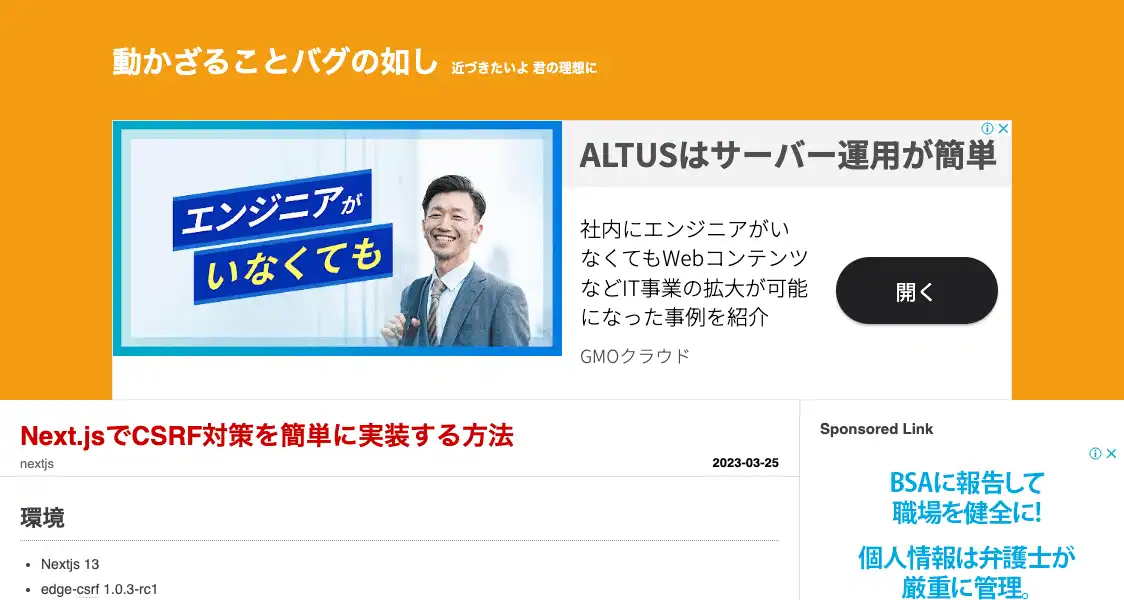 動かざることバグの如し 近づきたいよ 君の理想に
エンジニアが
いなくても
ALTUSはサーバー運用が簡単
社内にエンジニアがい
なくてもWebコンテンツ
などIT事業の拡大が可能
になった事例を紹介
GMOクラウド
開く
Next.jsでCSRF対策を簡単に実装する方法
nextjs
2023-03-25
環境
Nextjs 13
edge-csrf 1.0.3-rc1
Sponsored Link
BSAに報告して
職場を健全に!
個人情報は弁護士が
厳重に管理。